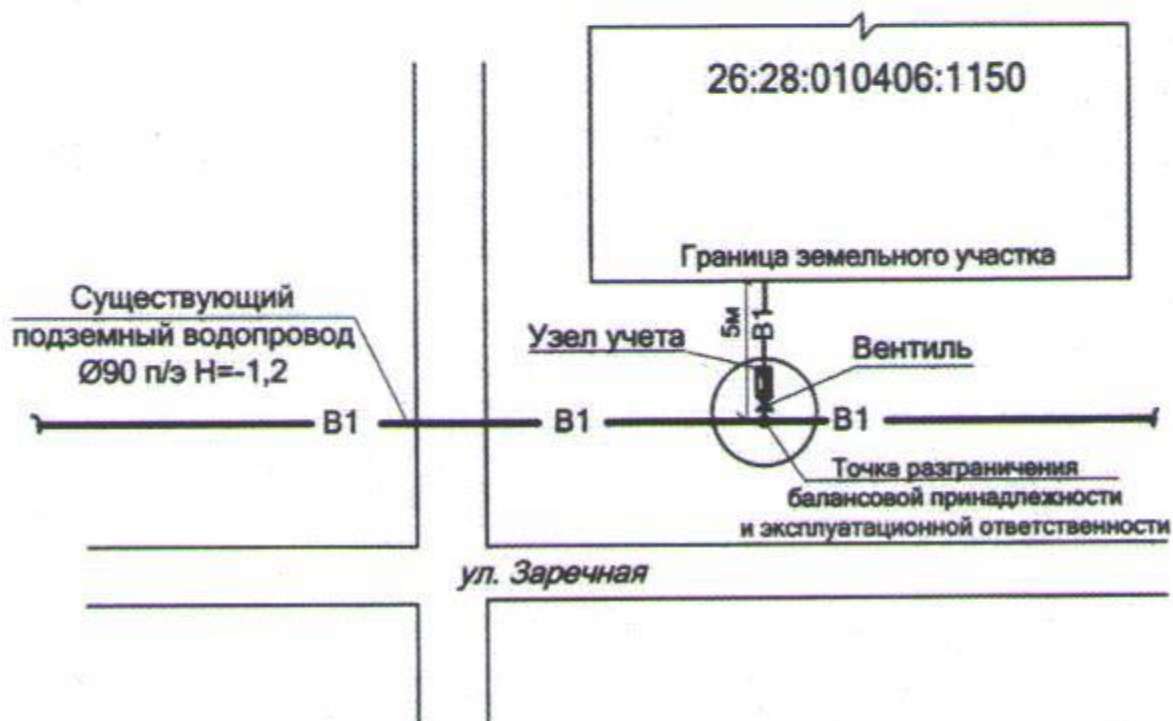 26:28:010406:1150
Граница земельного участка
Существующий
подземный водопровод
Ø90 п/э H=-1,2
5м
В1
Узел учета
Вентиль
В1
В1
В1
Точка разграничения
балансовой принадлежности
и эксплуатационной ответственности
ул. Заречная